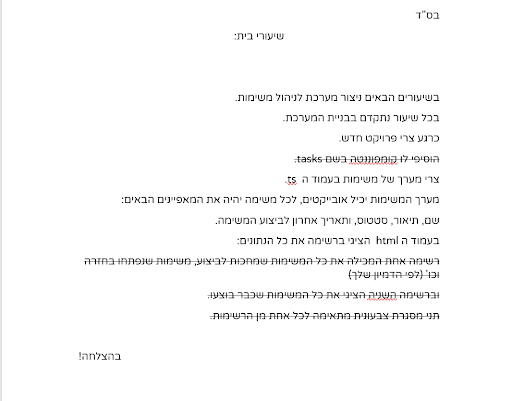 בס"ד
שיעורי בית:
בשיעורים הבאים ניצור מערכת לניהול משימות.
בכל שיעור נתקדם בבניית המערכת.
כרגע צרי פרויקט חדש.
הוסיפי לו קומפוננטה בשם tasks.
צרי מערך של משימות בעמוד ה ts.
מערך המשימות יכיל אובייקטים, לכל משימה יהיה את המאפיינים הבאים:
שם, תיאור, סטטוס, ותאריך אחרון לביצוע המשימה.
בעמוד ה html הציגי ברשימה את כל הנתונים:
רשימה אחת המכילה את כל המשימות שמחכות לביצוע, משימות שנפתחו בחזרה
וכו' (לפי הדמיון שלך)
וברשימה השניה הציגי את כל המשימות שכבר בוצעו.
תני מסגרת צבעונית מתאימה לכל אחת מן הרשימות.
בהצלחה!